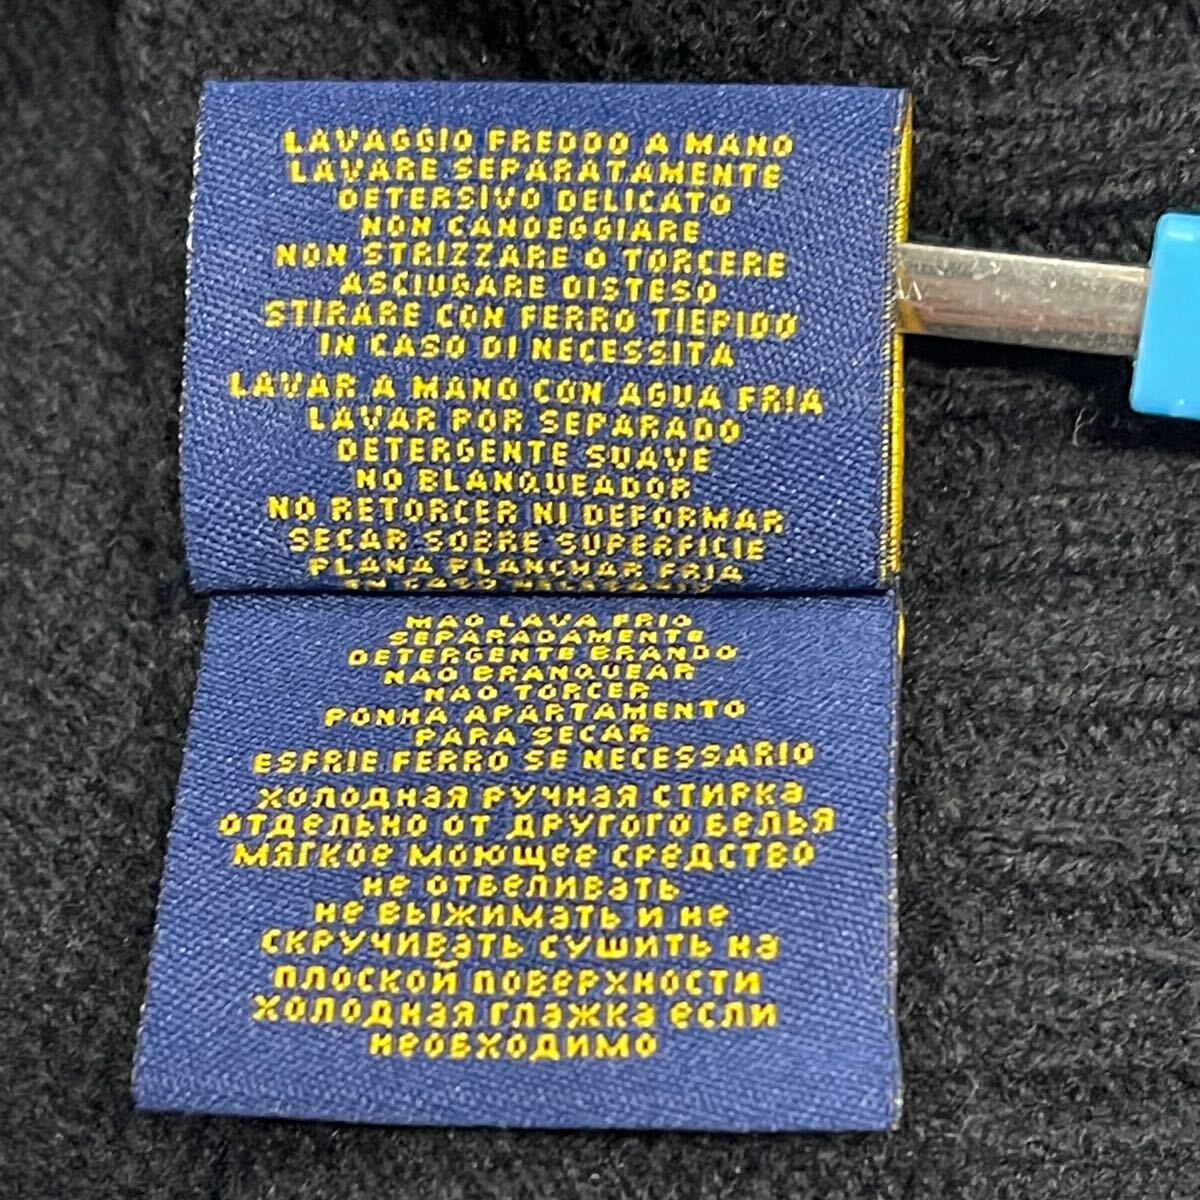 LAVAGGIO FREDDO A MANO
LAVARE SEPARATAMENTE
DETERSIVO DELICATO
NON CANDEGGIARE
NON STRIZZARE O TORCERE
ASCIUGARE DISTESO
STIRARE CON FERRO TIEPIDO
IN CASO DI NECESSITA
LAVAR A MANO CON AGUA FRIA
LAVAR POR SEPARADO
DETERGENTE SUAVE
NO BLANQUEADOR
NO RETORCER NI DEFORMAR
SECAR SOBRE SUPERFICIE
PLANA PLANCHAR FRIA
EN CASO NECESSARIO
MAO LAVA FRIO
SEPARADAMENTE
DETERGENTE BRANDO
NAO BRANQUEAR
NAO TORCER
PONHA APARTAMENTO
PARA SECAR
ESFRIE FERRO SE NECESSARIO
ХОЛОДНАЯ РУЧНАЯ СТИРКА
ОТДЕЛЬНО ОТ ДРУГОГО БЕЛЬЯ
МЯГКОЕ МОЮЩЕЕ СРЕДСТВО
НЕ ОТБЕЛИВАТЬ
НЕ ВЫЖИМАТЬ И НЕ
СКРУЧИВАТЬ СУШИТЬ НА
ПЛОСКОЙ ПОВЕРХНОСТИ
ХОЛОДНАЯ ГЛАЖКА ЕСЛИ
НЕОБХОДИМО